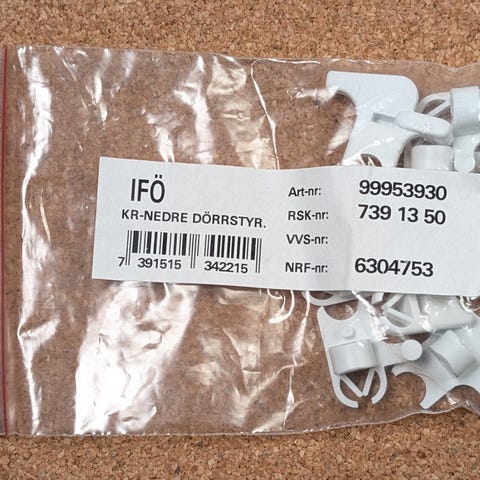 IFÖ
KR-NEDRE DÖRRSTYR.
7 391515 342215
Art-nr: 99953930
RSK-nr: 739 13 50
VVS-nr:
NRF-nr: 6304753